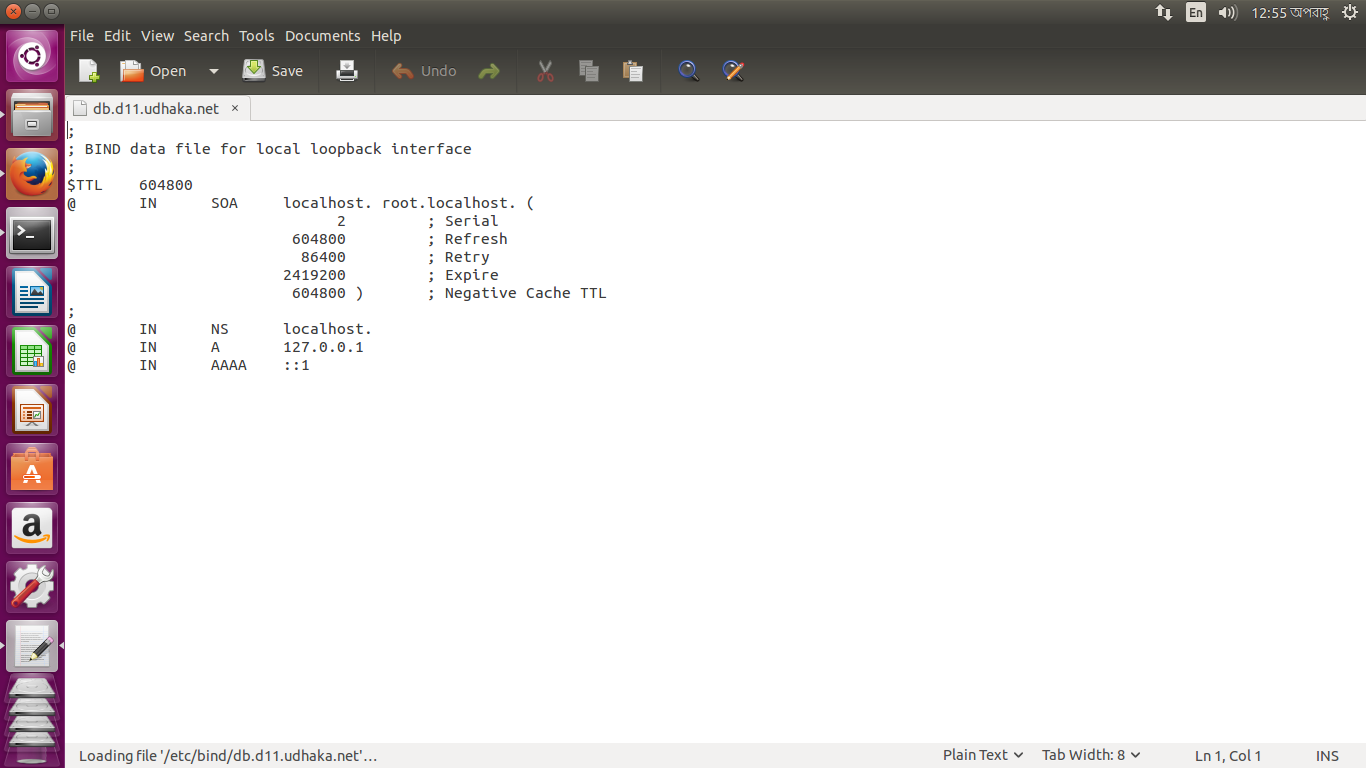 En 12:55 অপরাহ্ণ
File Edit View Search Tools Documents Help
Open Save Undo
db.d11.udhaka.net ×
;
; BIND data file for local loopback interface
;
$TTL	604800
@	IN	SOA	localhost. root.localhost. (
			      2		; Serial
			 604800		; Refresh
			  86400		; Retry
			2419200		; Expire
			 604800 )	; Negative Cache TTL
;
@	IN	NS	localhost.
@	IN	A	127.0.0.1
@	IN	AAAA	::1
Loading file '/etc/bind/db.d11.udhaka.net'… Plain Text Tab Width: 8 Ln 1, Col 1 INS